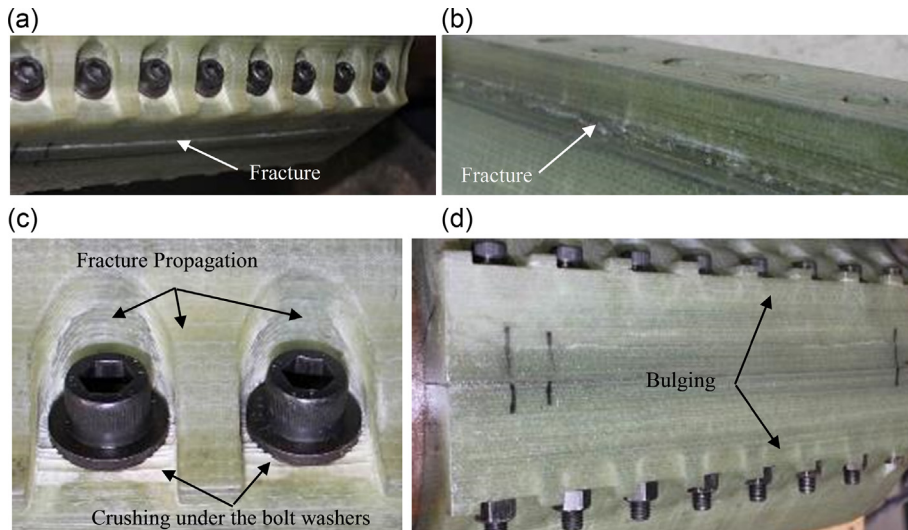 (a)
(b)
Fracture
Fracture
(c)
(d)
Fracture Propagation
Bulging
Crushing under the bolt washers